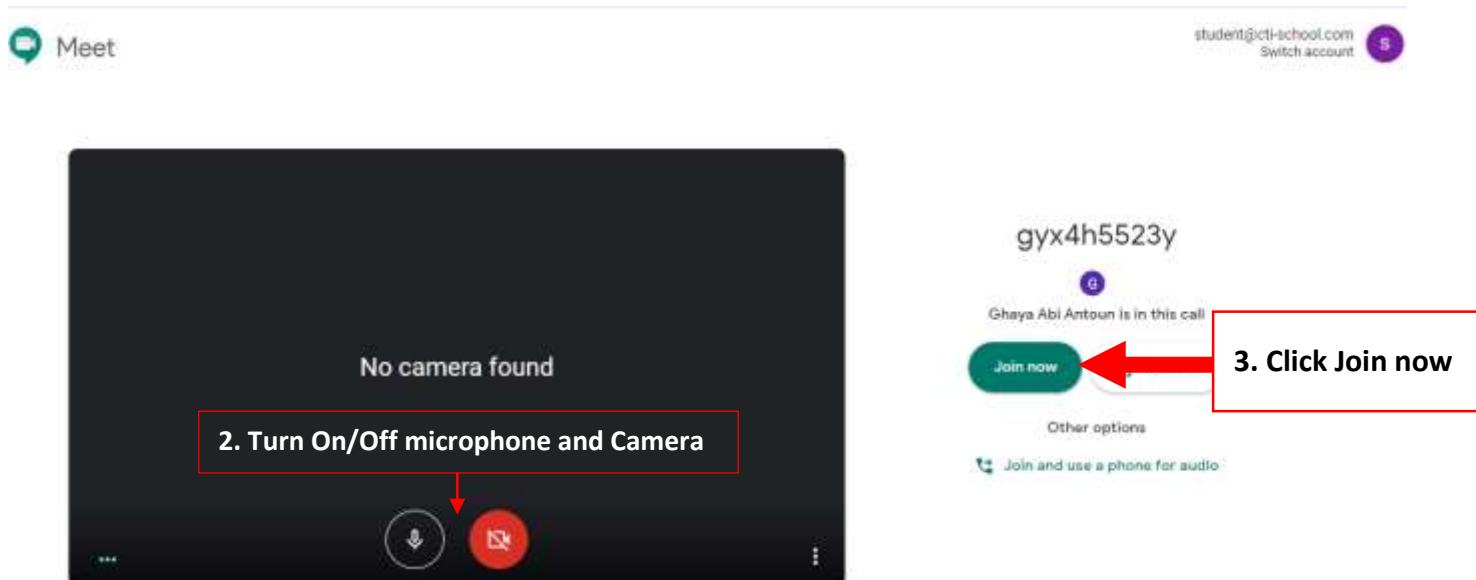 Meet
student@cti-school.com
Switch account
S
gyx4h5523y
G
Ghaya Abi Antoun is in this call
No camera found
Join now
3. Click Join now
2. Turn On/Off microphone and Camera
Other options
Join and use a phone for audio